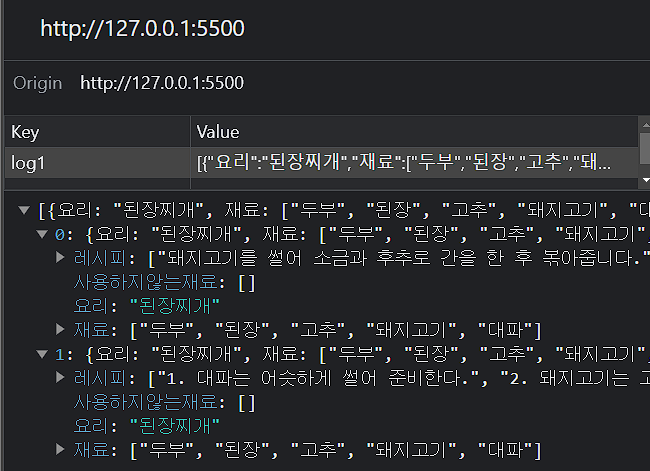 http://127.0.0.1:5500
Origin http://127.0.0.1:5500
Key Value
log1 [{"요리":"된장찌개","재료":["두부","된장","고추","돼...
[{요리: "된장찌개", 재료: ["두부", "된장", "고추", "돼지고기", "대
0: {요리: "된장찌개", 재료: ["두부", "된장", "고추", "돼지고기",
레시피: ["돼지고기를 썰어 소금과 후추로 간을 한 후 볶아줍니다."
사용하지않는재료: []
요리: "된장찌개"
재료: ["두부", "된장", "고추", "돼지고기", "대파"]
1: {요리: "된장찌개", 재료: ["두부", "된장", "고추", "돼지고기",
레시피: ["1. 대파는 어슷하게 썰어 준비한다.", "2. 돼지고기는 고
사용하지않는재료: []
요리: "된장찌개"
재료: ["두부", "된장", "고추", "돼지고기", "대파"]